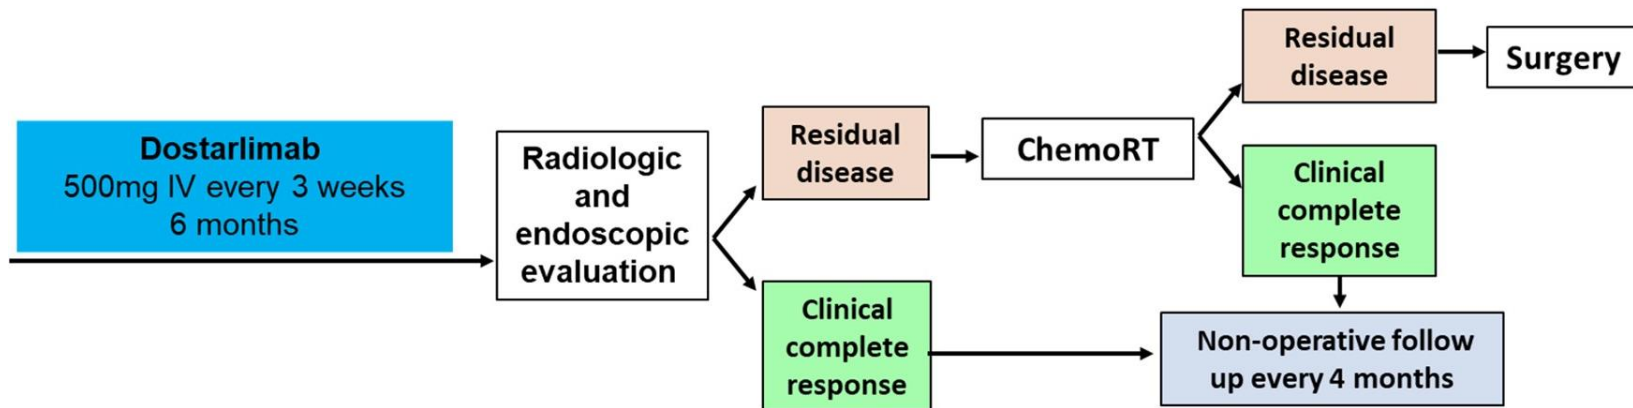 Dostarlimab
500mg IV every 3 weeks
6 months
Radiologic
and
endoscopic
evaluation
Residual
disease
ChemoRT
Residual
disease
Surgery
Clinical
complete
response
Clinical
complete
response
Non-operative follow
up every 4 months